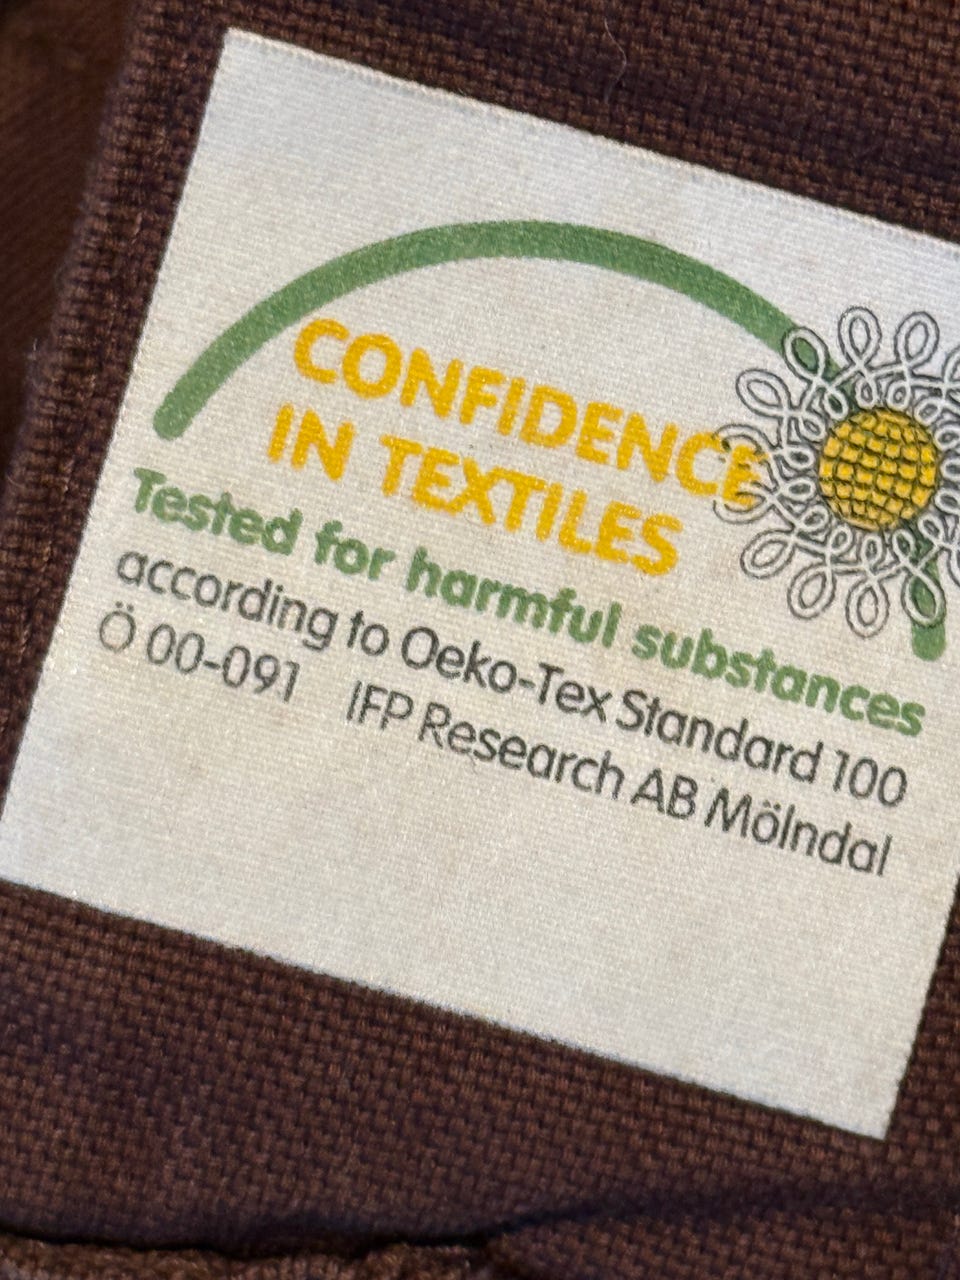 CONFIDENCE
IN TEXTILES
Tested for harmful substances
according to Oeko-Tex Standard 100
Ö 00-091 IFP Research AB Mölndal